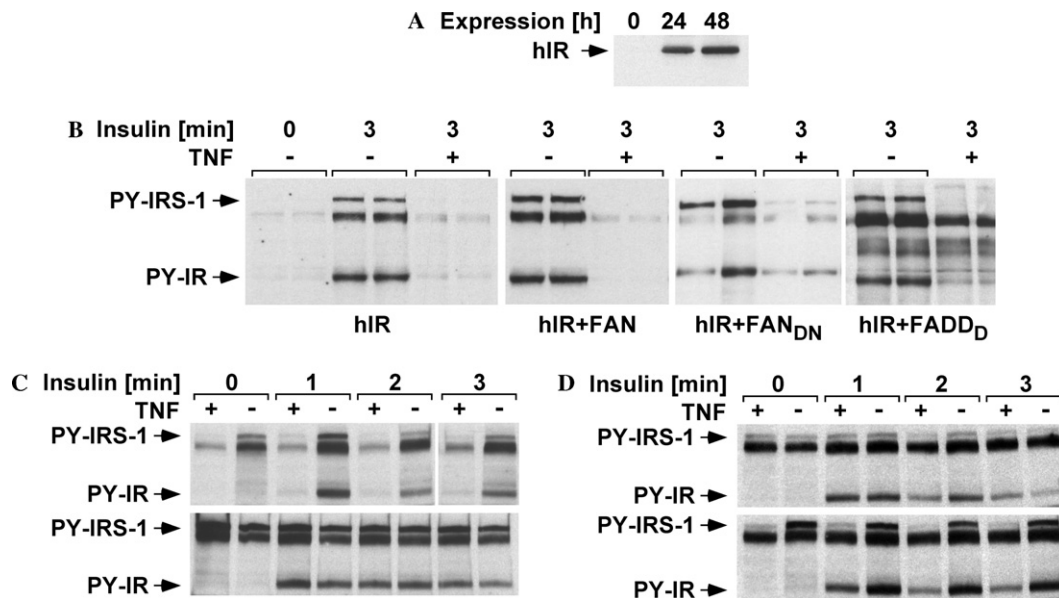 A Expression [h] 0 24 48
hIR
B Insulin [min] 0 3 3 3 3 3 3 3 3
TNF - - + - + - + - +
PY-IRS-1
PY-IR
hIR hIR+FAN hIR+FANDN hIR+FADDD
C Insulin [min] 0 1 2 3
TNF + - + - + - + -
PY-IRS-1
PY-IR
PY-IRS-1
PY-IR
D Insulin [min] 0 1 2 3
TNF + - + - + - + -
PY-IRS-1
PY-IR
PY-IRS-1
PY-IR